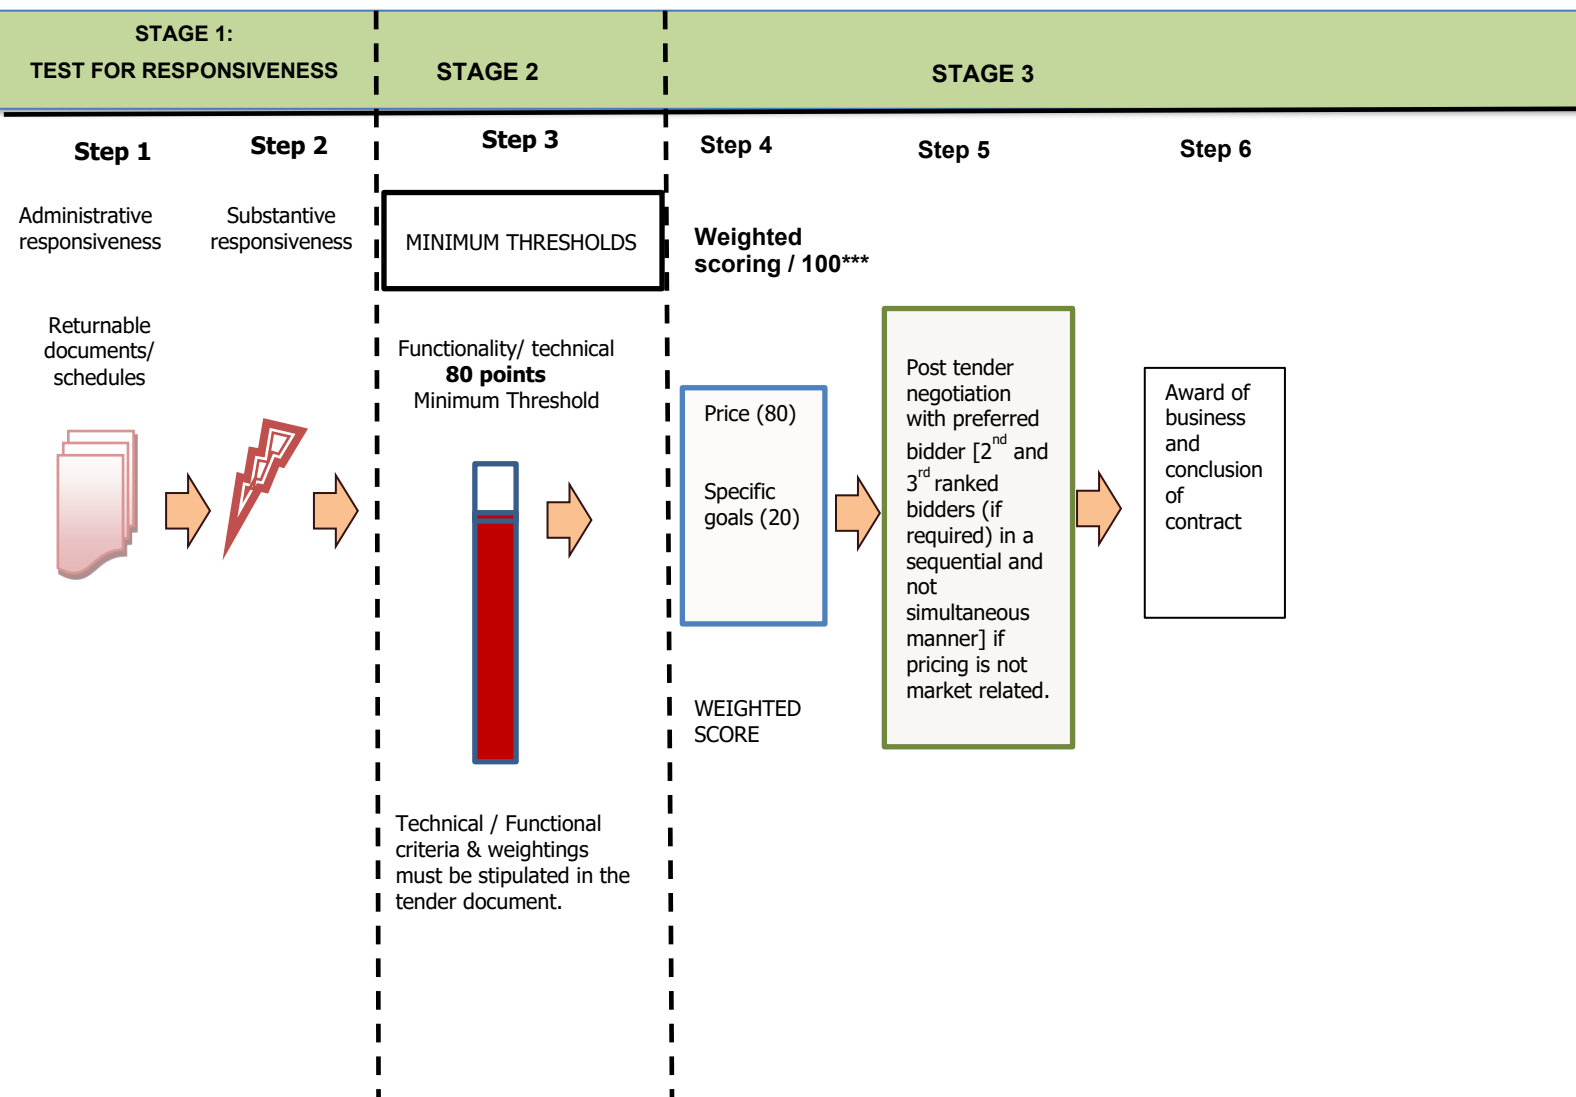 STAGE 1:
TEST FOR RESPONSIVENESS
STAGE 2
STAGE 3
Step 1
Step 2
Step 3
Step 4
Step 5
Step 6
Administrative
responsiveness
Substantive
responsiveness
MINIMUM THRESHOLDS
Weighted
scoring / 100***
Returnable
documents/
schedules
Functionality/ technical
80 points
Minimum Threshold
Technical / Functional
criteria & weightings
must be stipulated in the
tender document.
Price (80)
Specific
goals (20)
WEIGHTED
SCORE
Post tender
negotiation
with preferred
bidder [2nd and
3rd ranked
bidders (if
required) in a
sequential and
not
simultaneous
manner] if
pricing is not
market related.
Award of
business
and
conclusion
of
contract